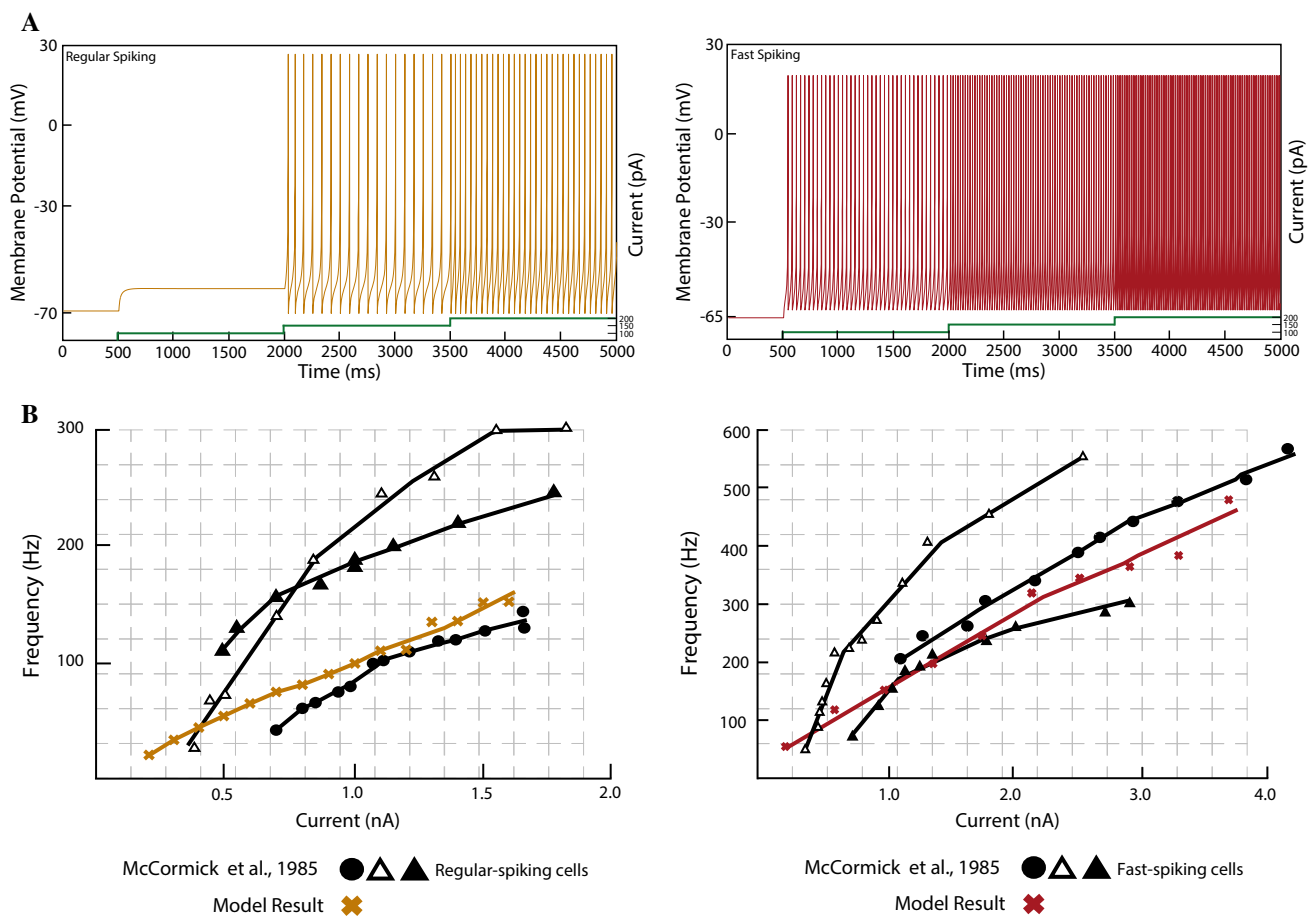 A
Regular Spiking
30
0
-30
-70
Membrane Potential (mV)
200
150
100
Current (pA)
0 500 1000 1500 2000 2500 3000 3500 4000 4500 5000
Time (ms)
Fast Spiking
30
0
-30
-65
Membrane Potential (mV)
200
150
100
Current (pA)
0 500 1000 1500 2000 2500 3000 3500 4000 4500 5000
Time (ms)
B
300
200
100
Frequency (Hz)
0.5 1.0 1.5 2.0
Current (nA)
McCormick et al., 1985
Regular-spiking cells
Model Result
600
500
400
300
200
100
Frequency (Hz)
1.0 2.0 3.0 4.0
Current (nA)
McCormick et al., 1985
Fast-spiking cells
Model Result